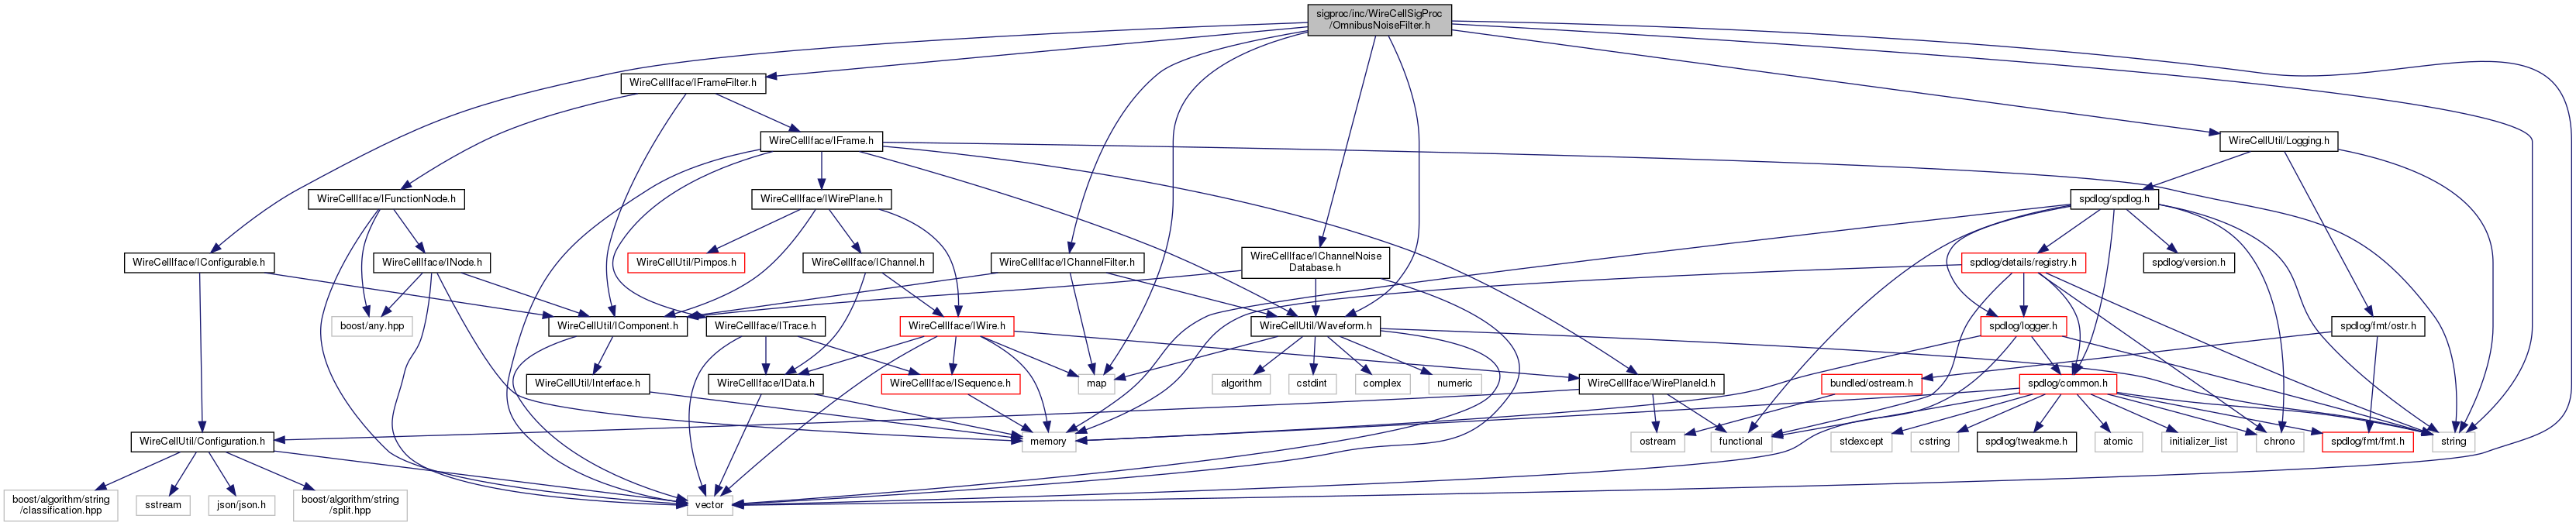 sigproc/inc/WireCellSigProc
/OmnibusNoiseFilter.h
WireCellIface/IFrameFilter.h
WireCellIface/IFrame.h
WireCellUtil/Logging.h
WireCellIface/IFunctionNode.h
WireCellIface/IWirePlane.h
spdlog/spdlog.h
WireCellIface/IConfigurable.h
WireCellIface/INode.h
WireCellUtil/Pimpos.h
WireCellIface/IChannel.h
WireCellIface/IChannelFilter.h
WireCellIface/IChannelNoise
Database.h
spdlog/details/registry.h
spdlog/version.h
boost/any.hpp
WireCellUtil/IComponent.h
WireCellIface/ITrace.h
WireCellIface/IWire.h
WireCellUtil/Waveform.h
spdlog/logger.h
spdlog/fmt/ostr.h
WireCellUtil/Interface.h
WireCellIface/IData.h
WireCellIface/ISequence.h
map
algorithm
cstdint
complex
numeric
WireCellIface/WirePlaneId.h
bundled/ostream.h
spdlog/common.h
WireCellUtil/Configuration.h
memory
ostream
functional
stdexcept
cstring
spdlog/tweakme.h
atomic
initializer_list
chrono
spdlog/fmt/fmt.h
string
boost/algorithm/string
/classification.hpp
sstream
json/json.h
boost/algorithm/string
/split.hpp
vector